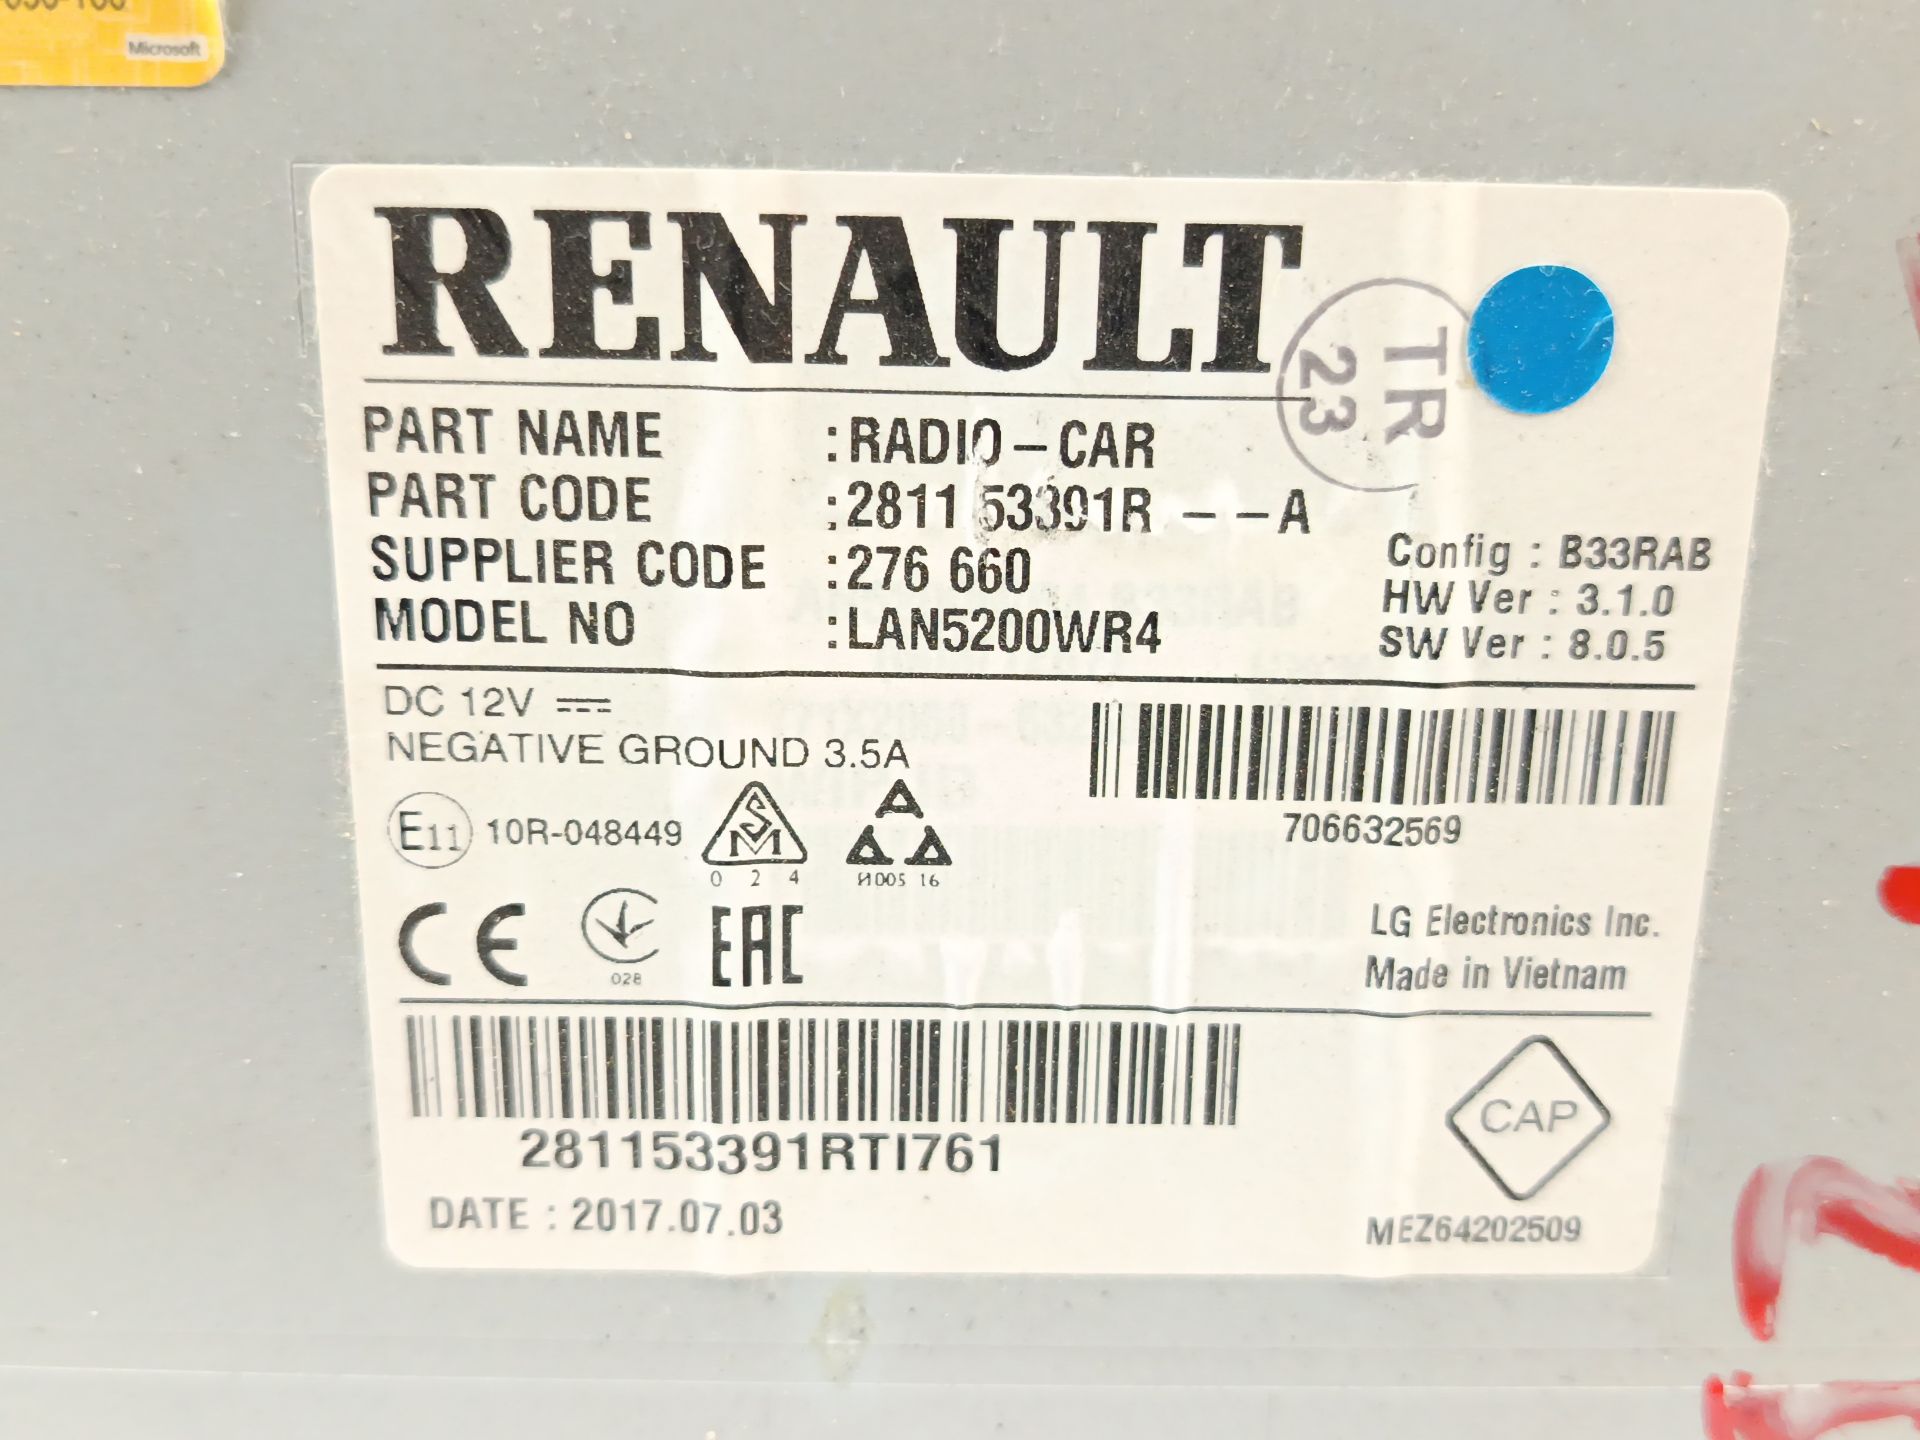 Microsoft
RENAULT
TR
23
PART NAME :RADIO-CAR
PART CODE :2811 53391R --A
SUPPLIER CODE :276 660
MODEL NO :LAN5200WR4
Config : B33RAB
HW Ver : 3.1.0
SW Ver : 8.0.5
DC 12V
NEGATIVE GROUND 3.5A
706632569
E11 10R-048449
SM
0 2 4
И005 16
CE
028
EAC
LG Electronics Inc.
Made in Vietnam
281153391RTI761
CAP
DATE : 2017.07.03
MEZ64202509